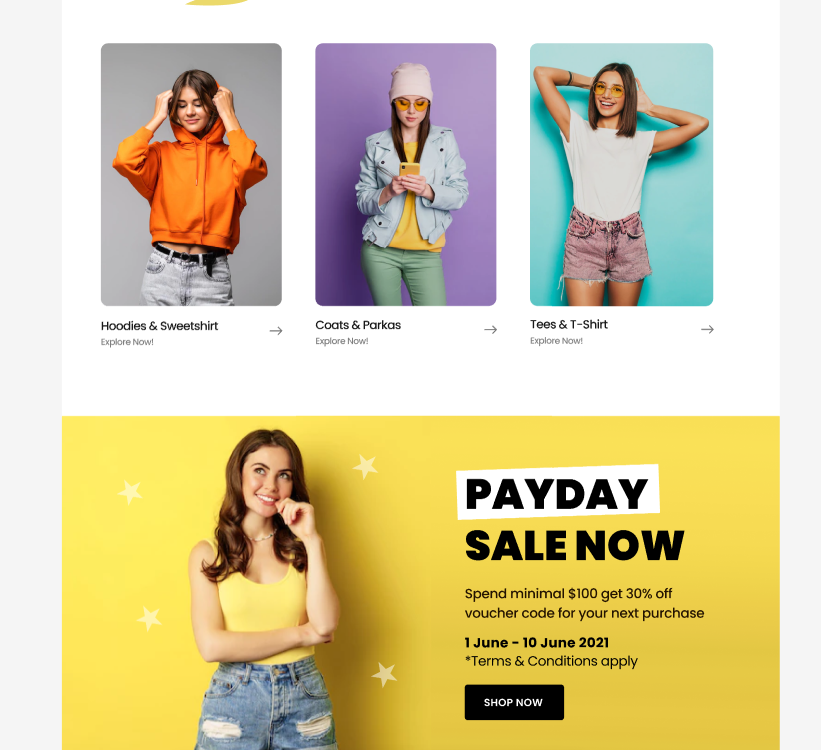 Hoodies & Sweetshirt
Explore Now!
Coats & Parkas
Explore Now!
Tees & T-Shirt
Explore Now!
PAYDAY
SALE NOW
Spend minimal $100 get 30% off
voucher code for your next purchase
1 June - 10 June 2021
*Terms & Conditions apply
SHOP NOW